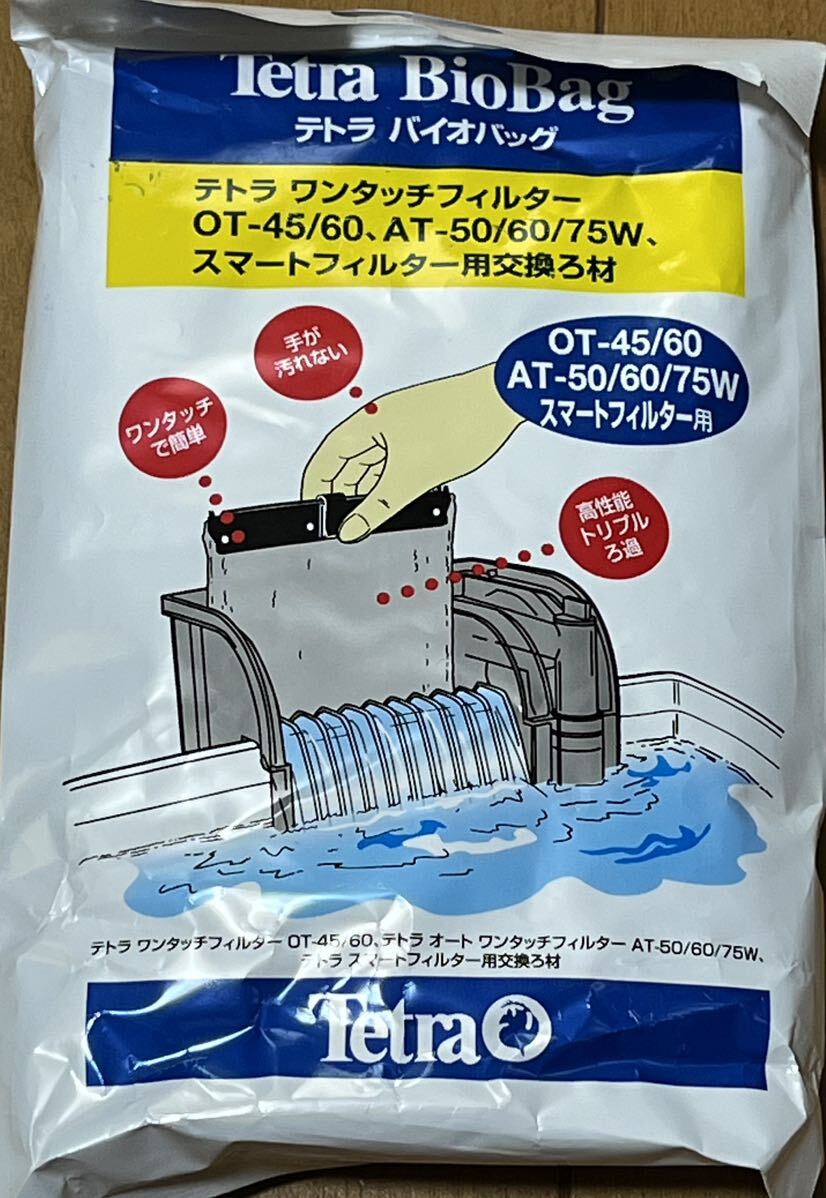 Tetra BioBag
テトラ バイオバッグ
テトラ ワンタッチフィルター
OT-45/60、AT-50/60/75W、
スマートフィルター用交換ろ材
手が
汚れない
OT-45/60
AT-50/60/75W
スマートフィルター用
ワンタッチ
で簡単
高性能
トリプル
ろ過
テトラ ワンタッチフィルター OT-45/60、テトラ オート ワンタッチフィルター AT-50/60/75W、
テトラ スマートフィルター用交換ろ材
Tetra